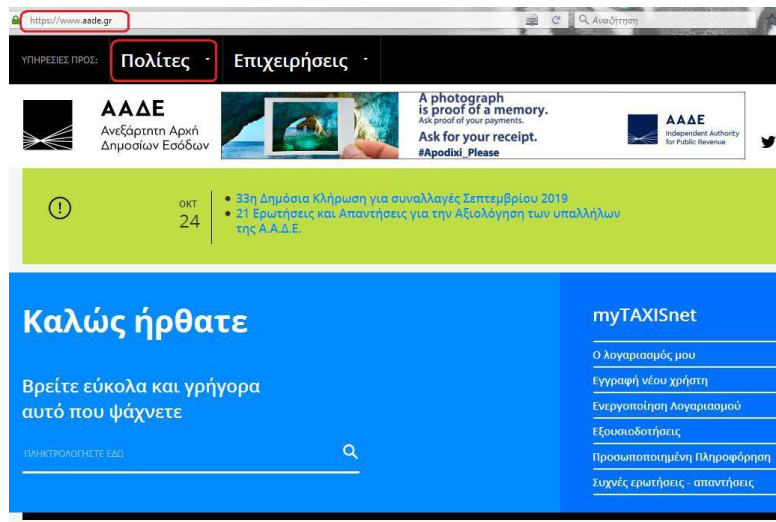 https://www.aade.gr
Αναζήτηση
ΥΠΗΡΕΣΙΕΣ ΠΡΟΣ:
Πολίτες
Επιχειρήσεις
ΑΑΔΕ
Ανεξάρτητη Αρχή
Δημοσίων Εσόδων
A photograph
is proof of a memory.
Ask proof of your payments.
Ask for your receipt.
#Apodixi_Please
ΑΑΔΕ
Independent Authority
for Public Revenue
ΟΚΤ
24
• 33η Δημόσια Κλήρωση για συναλλαγές Σεπτεμβρίου 2019
• 21 Ερωτήσεις και Απαντήσεις για την Αξιολόγηση των υπαλλήλων
της Α.Α.Δ.Ε.
Καλώς ήρθατε
Βρείτε εύκολα και γρήγορα
αυτό που ψάχνετε
ΠΛΗΚΤΡΟΛΟΓΗΣΤΕ ΕΔΩ
myTAXISnet
Ο λογαριασμός μου
Εγγραφή νέου χρήστη
Ενεργοποίηση Λογαριασμού
Εξουσιοδοτήσεις
Προσωποποιημένη Πληροφόρηση
Συχνές ερωτήσεις - απαντήσεις